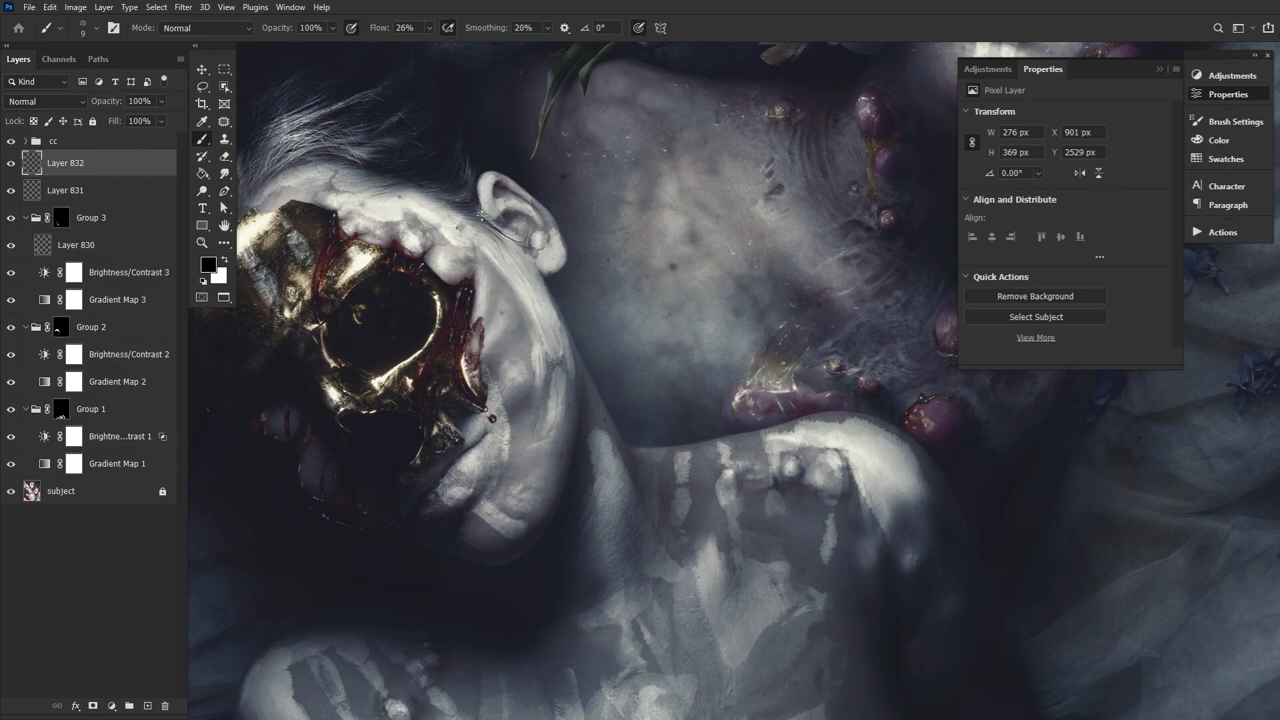 Ps File Edit Image Layer Type Select Filter 3D View Plugins Window Help
9 Mode: Normal Opacity: 100% Flow: 26% Smoothing: 20% 0°
Layers Channels Paths
Kind
Normal Opacity: 100%
Lock: Fill: 100%
cc
Layer 832
Layer 831
Group 3
Layer 830
Brightness/Contrast 3
Gradient Map 3
Group 2
Brightness/Contrast 2
Gradient Map 2
Group 1
Brightne...trast 1
Gradient Map 1
subject
fx
Adjustments Properties
Pixel Layer
Transform
W 276 px X 901 px
H 369 px Y 2529 px
0.00°
Align and Distribute
Align:
Quick Actions
Remove Background
Select Subject
View More
Adjustments
Properties
Brush Settings
Color
Swatches
Character
Paragraph
Actions